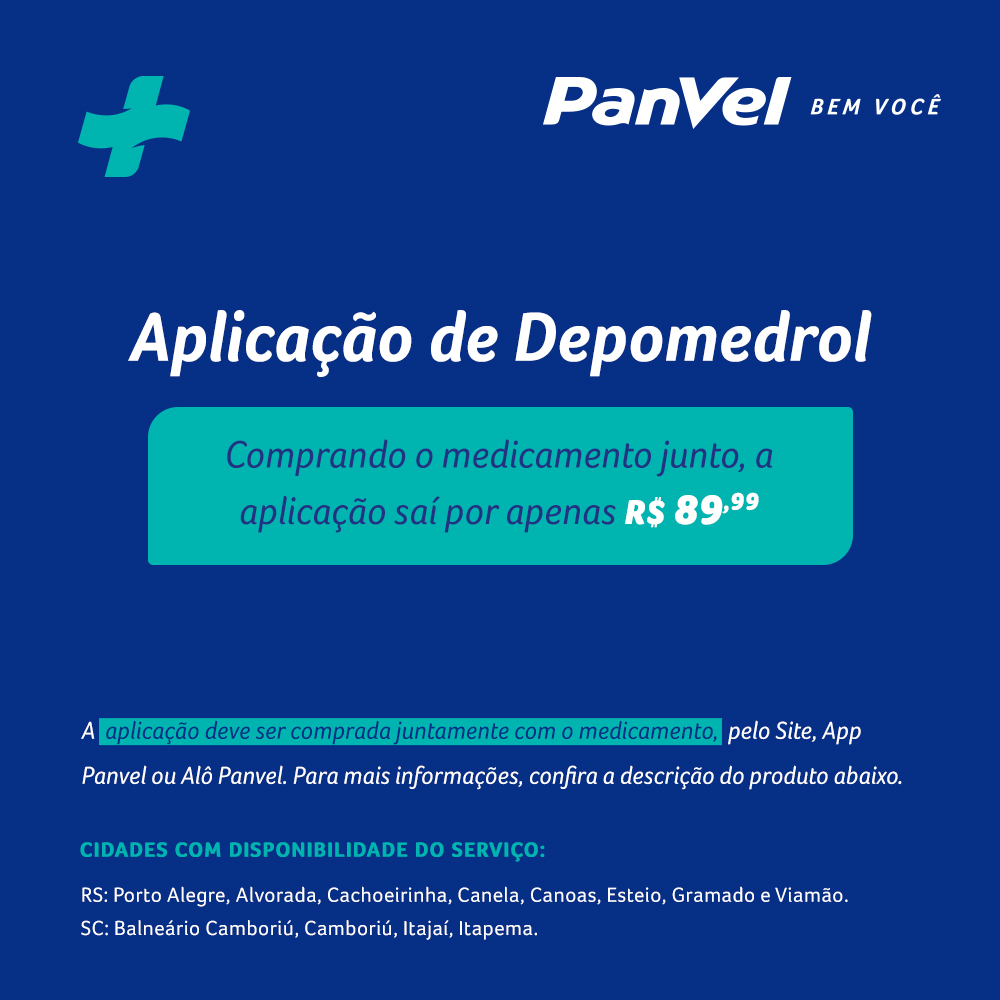 PanVel BEM VOCÊ
Aplicação de Depomedrol
Comprando o medicamento junto, a
aplicação saí por apenas R$ 89,99
A aplicação deve ser comprada juntamente com o medicamento, pelo Site, App
Panvel ou Alô Panvel. Para mais informações, confira a descrição do produto abaixo.
CIDADES COM DISPONIBILIDADE DO SERVIÇO:
RS: Porto Alegre, Alvorada, Cachoeirinha, Canela, Canoas, Esteio, Gramado e Viamão.
SC: Balneário Camboriú, Camboriú, Itajaí, Itapema.